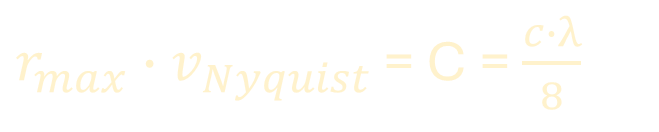 r_max · v_Nyquist = C = c·λ / 8